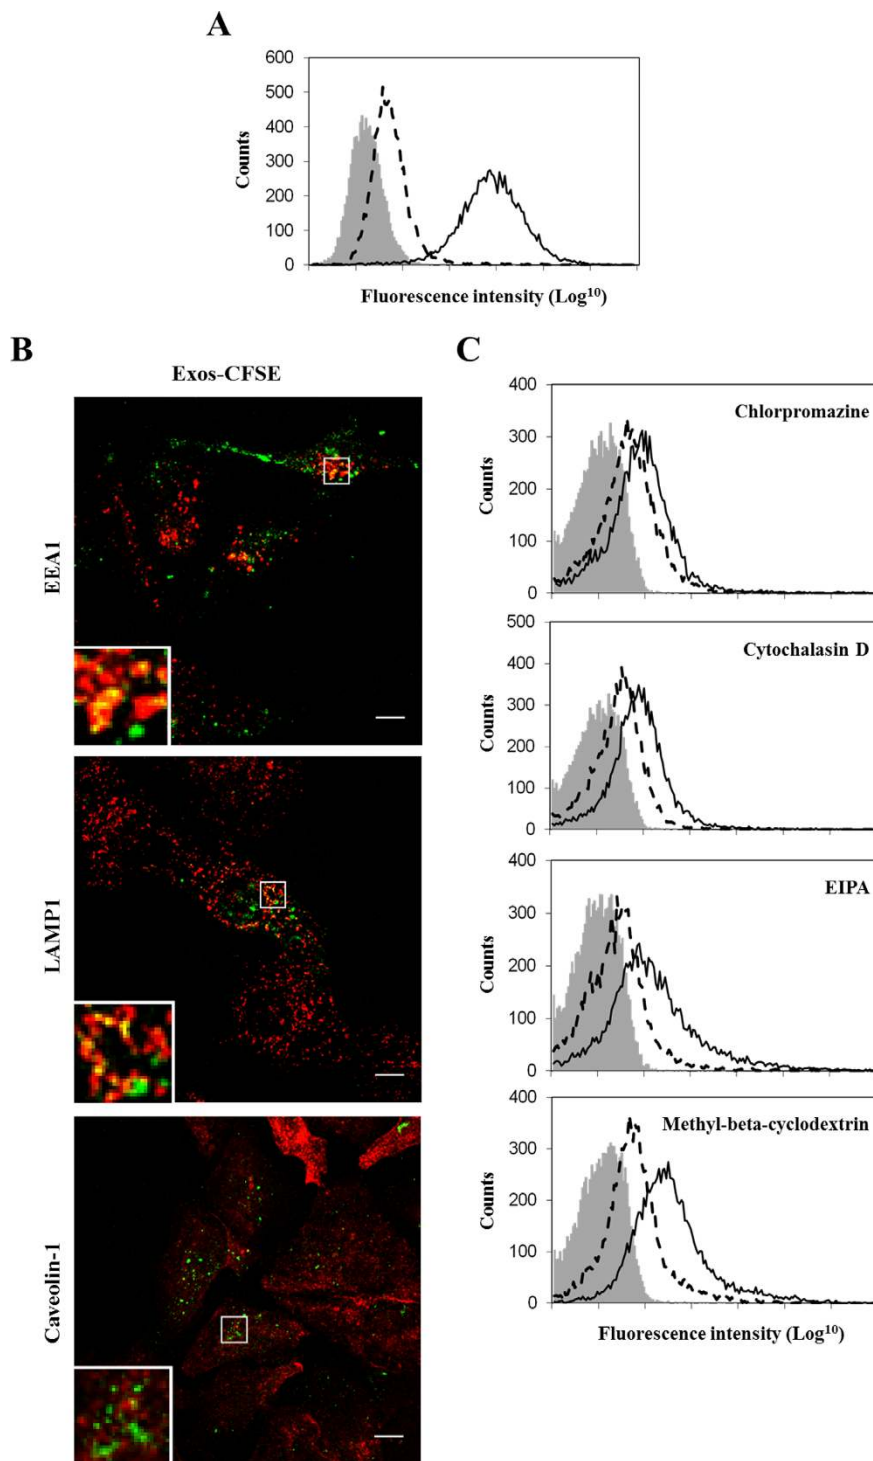 A
600
500
400
300
200
100
0
Counts
Fluorescence intensity (Log10)
B
Exos-CFSE
EEA1
LAMP1
Caveolin-1
C
400
300
200
100
0
Counts
Chlorpromazine
500
400
300
200
100
0
Counts
Cytochalasin D
400
300
200
100
0
Counts
EIPA
400
300
200
100
0
Counts
Methyl-beta-cyclodextrin
Fluorescence intensity (Log10)